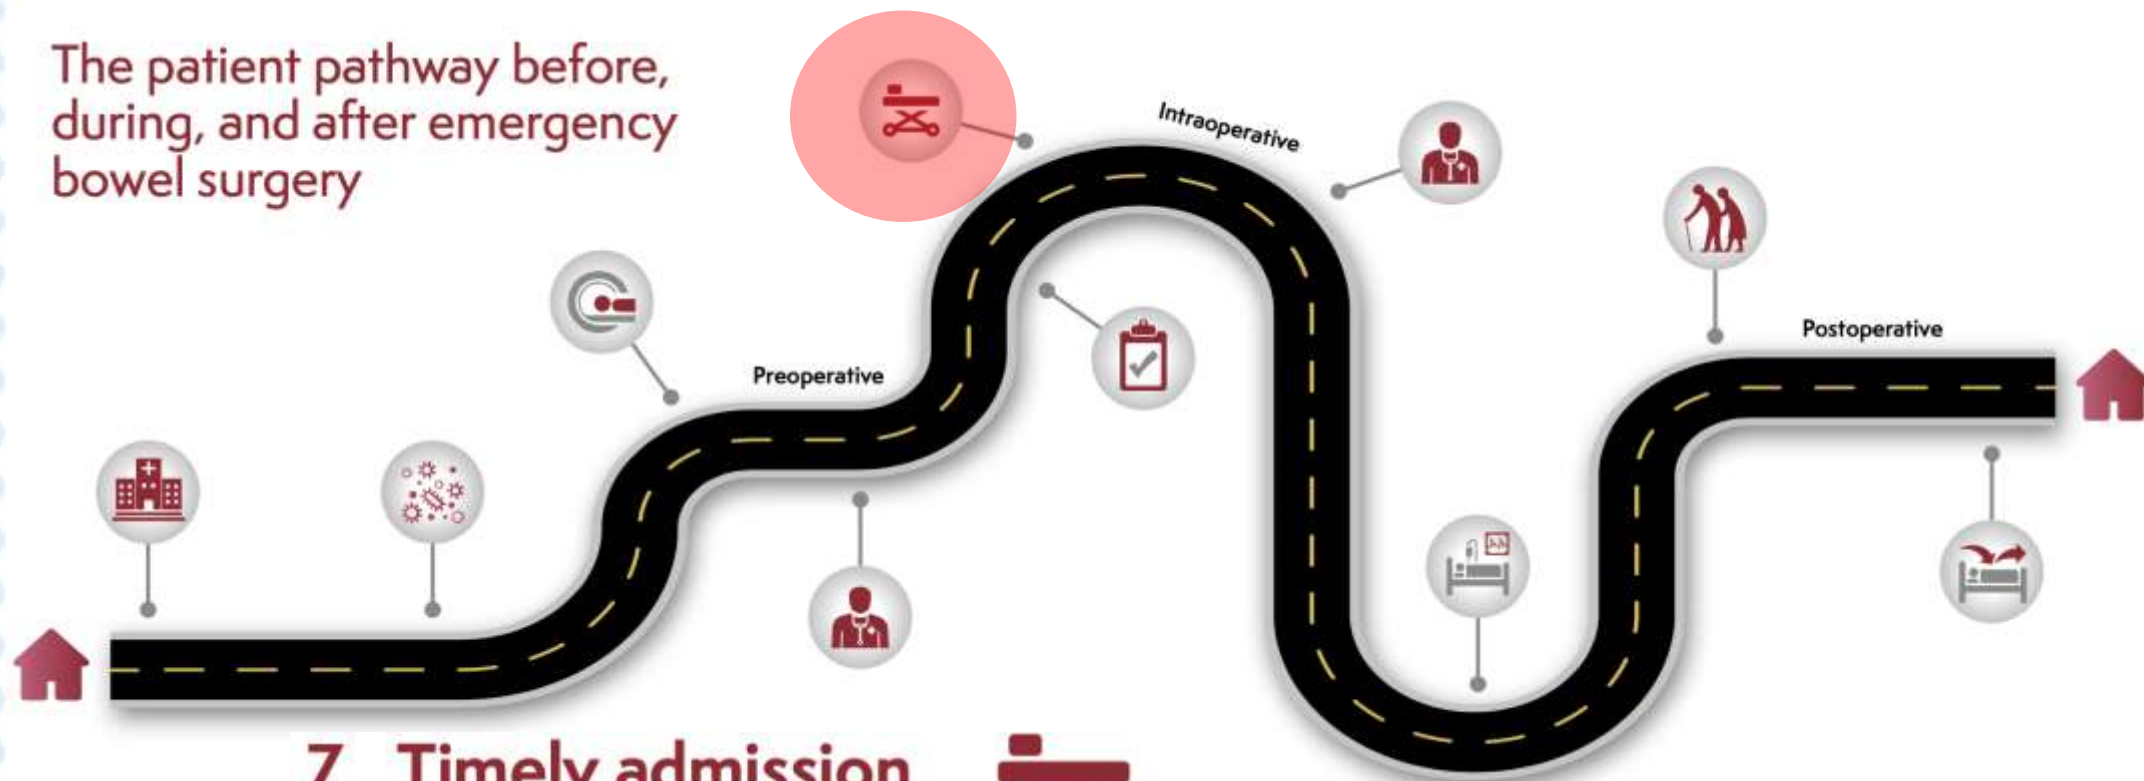 The patient pathway before,
during, and after emergency
bowel surgery
Intraoperative
Postoperative
Preoperative
7. Timely admission